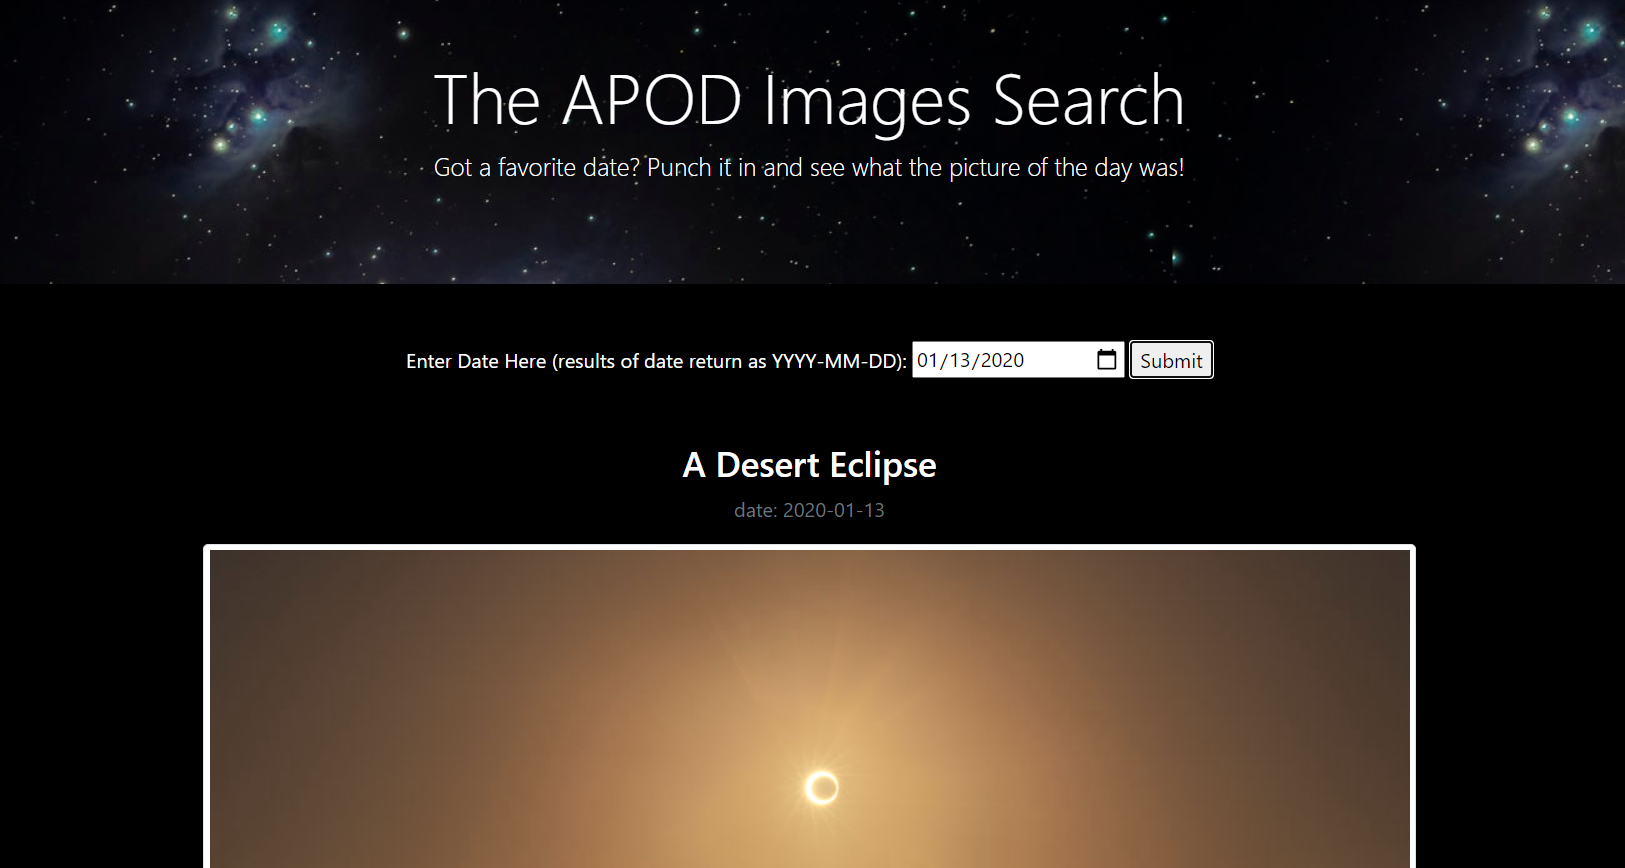 The APOD Images Search
Got a favorite date? Punch it in and see what the picture of the day was!
Enter Date Here (results of date return as YYYY-MM-DD): 01/13/2020 Submit
A Desert Eclipse
date: 2020-01-13